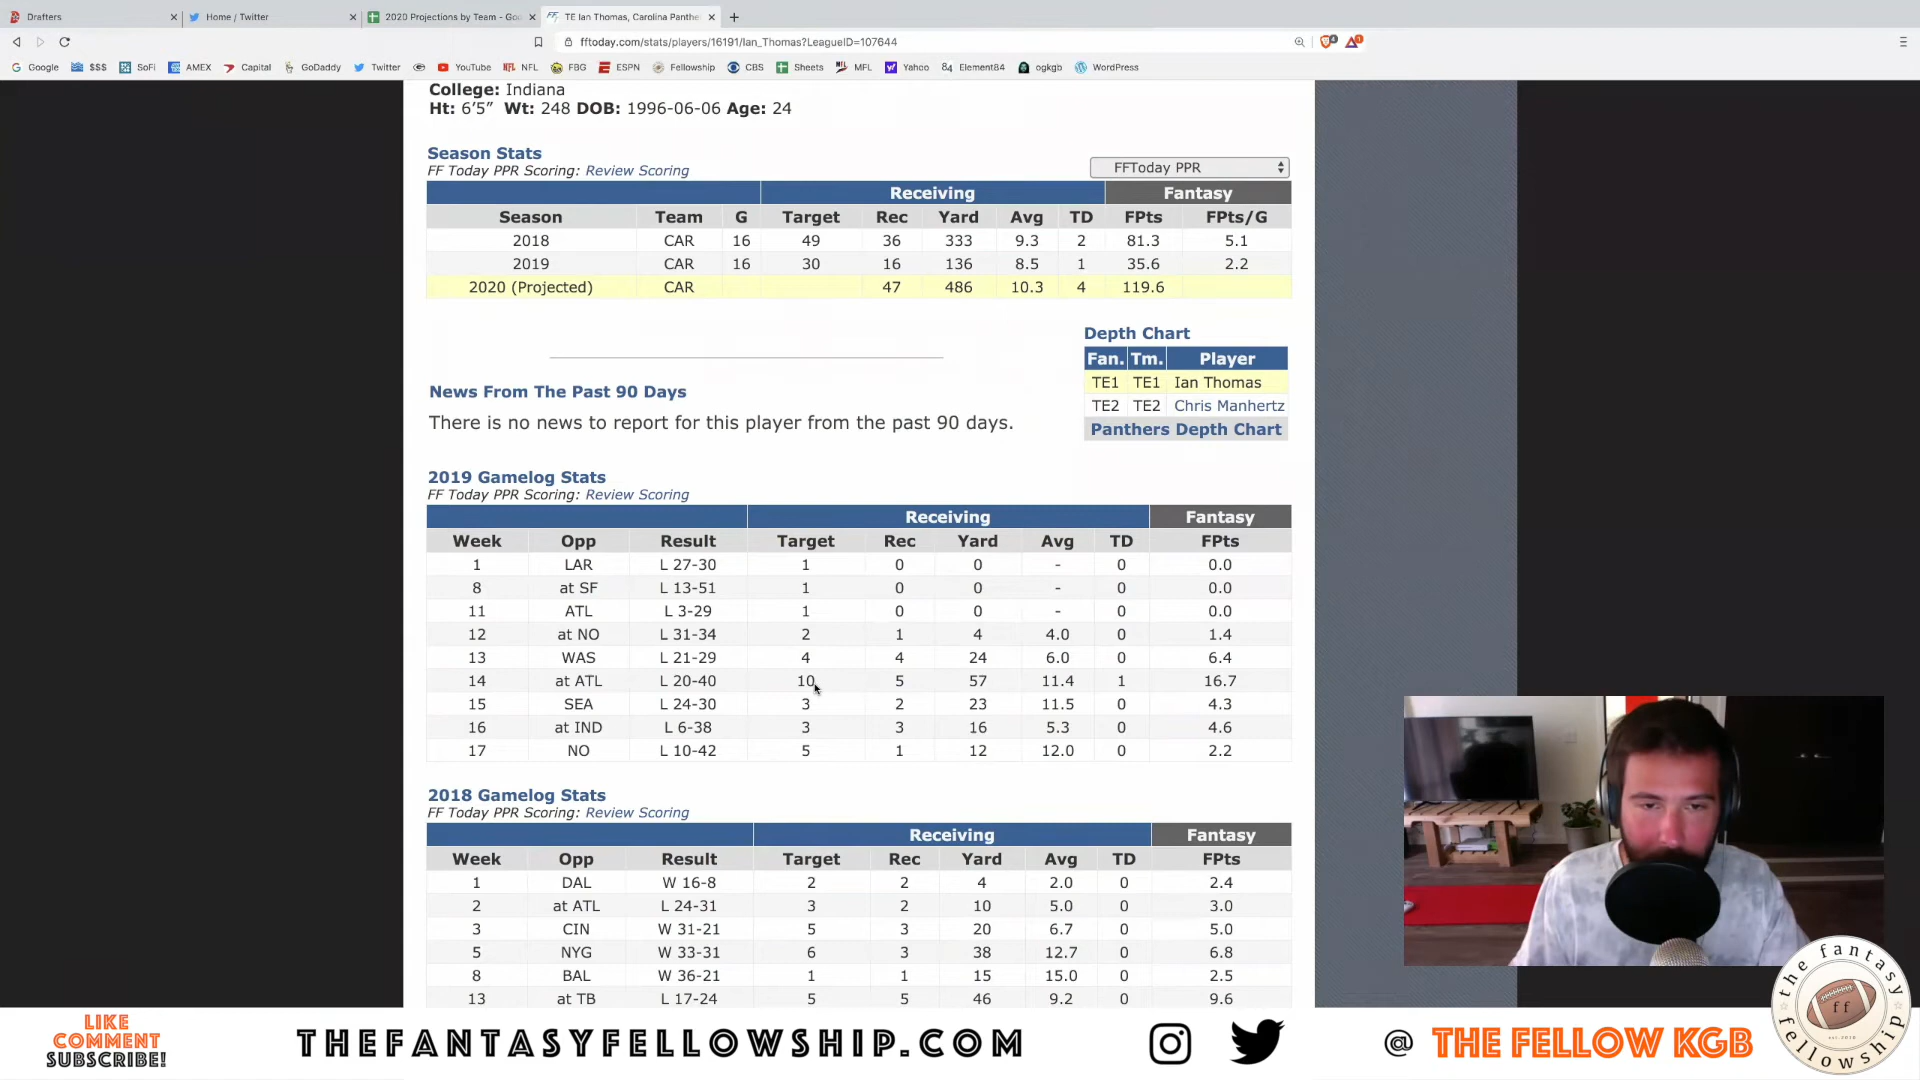 Drafters
Home / Twitter
2020 Projections by Team - Goo
TE Ian Thomas, Carolina Panthe
fftoday.com/stats/players/16191/Ian_Thomas?LeagueID=107644
Google $$$ SoFi AMEX Capital GoDaddy Twitter YouTube NFL FBG ESPN Fellowship CBS Sheets MFL Yahoo Element84 ogkgb WordPress
College: Indiana
Ht: 6'5" Wt: 248 DOB: 1996-06-06 Age: 24
Season Stats
FF Today PPR Scoring: Review Scoring
FFToday PPR
Receiving Fantasy
Season Team G Target Rec Yard Avg TD FPts FPts/G
2018 CAR 16 49 36 333 9.3 2 81.3 5.1
2019 CAR 16 30 16 136 8.5 1 35.6 2.2
2020 (Projected) CAR 47 486 10.3 4 119.6
Depth Chart
Fan. Tm. Player
TE1 TE1 Ian Thomas
TE2 TE2 Chris Manhertz
Panthers Depth Chart
News From The Past 90 Days
There is no news to report for this player from the past 90 days.
2019 Gamelog Stats
FF Today PPR Scoring: Review Scoring
Receiving Fantasy
Week Opp Result Target Rec Yard Avg TD FPts
1 LAR L 27-30 1 0 0 - 0 0.0
8 at SF L 13-51 1 0 0 - 0 0.0
11 ATL L 3-29 1 0 0 - 0 0.0
12 at NO L 31-34 2 1 4 4.0 0 1.4
13 WAS L 21-29 4 4 24 6.0 0 6.4
14 at ATL L 20-40 10 5 57 11.4 1 16.7
15 SEA L 24-30 3 2 23 11.5 0 4.3
16 at IND L 6-38 3 3 16 5.3 0 4.6
17 NO L 10-42 5 1 12 12.0 0 2.2
2018 Gamelog Stats
FF Today PPR Scoring: Review Scoring
Receiving Fantasy
Week Opp Result Target Rec Yard Avg TD FPts
1 DAL W 16-8 2 2 4 2.0 0 2.4
2 at ATL L 24-31 3 2 10 5.0 0 3.0
3 CIN W 31-21 5 3 20 6.7 0 5.0
5 NYG W 33-31 6 3 38 12.7 0 6.8
8 BAL W 36-21 1 1 15 15.0 0 2.5
13 at TB L 17-24 5 5 46 9.2 0 9.6
LIKE
COMMENT
SUBSCRIBE!
THEFANTASYFELLOWSHIP.COM
@ THE FELLOW KGB
the fantasy
ff
fellowship